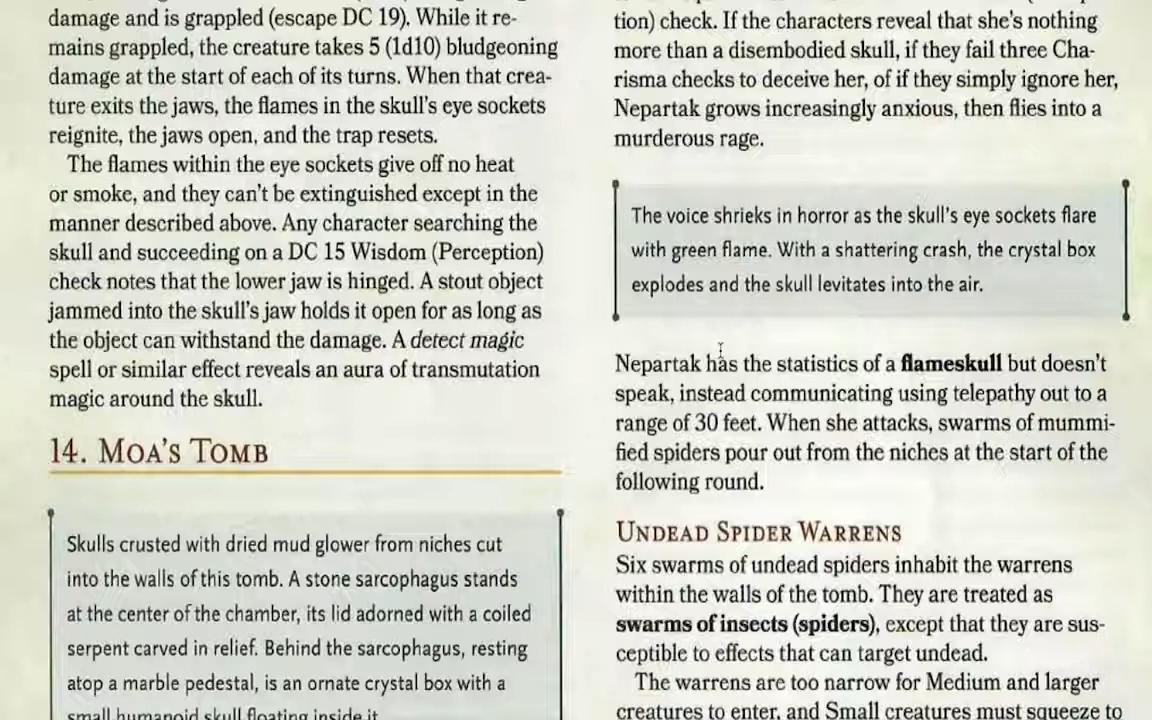 damage and is grappled (escape DC 19). While it re-
mains grappled, the creature takes 5 (1d10) bludgeoning
damage at the start of each of its turns. When that crea-
ture exits the jaws, the flames in the skull's eye sockets
reignite, the jaws open, and the trap resets.
The flames within the eye sockets give off no heat
or smoke, and they can't be extinguished except in the
manner described above. Any character searching the
skull and succeeding on a DC 15 Wisdom (Perception)
check notes that the lower jaw is hinged. A stout object
jammed into the skull's jaw holds it open for as long as
the object can withstand the damage. A detect magic
spell or similar effect reveals an aura of transmutation
magic around the skull.
14. Moa's Tomb
Skulls crusted with dried mud glower from niches cut
into the walls of this tomb. A stone sarcophagus stands
at the center of the chamber, its lid adorned with a coiled
serpent carved in relief. Behind the sarcophagus, resting
atop a marble pedestal, is an ornate crystal box with a
small humanoid skull floating inside it.
tion) check. If the characters reveal that she's nothing
more than a disembodied skull, if they fail three Cha-
risma checks to deceive her, of if they simply ignore her,
Nepartak grows increasingly anxious, then flies into a
murderous rage.
The voice shrieks in horror as the skull's eye sockets flare
with green flame. With a shattering crash, the crystal box
explodes and the skull levitates into the air.
Nepartak has the statistics of a flameskull but doesn't
speak, instead communicating using telepathy out to a
range of 30 feet. When she attacks, swarms of mummi-
fied spiders pour out from the niches at the start of the
following round.
Undead Spider Warrens
Six swarms of undead spiders inhabit the warrens
within the walls of the tomb. They are treated as
swarms of insects (spiders), except that they are sus-
ceptible to effects that can target undead.
The warrens are too narrow for Medium and larger
creatures to enter, and Small creatures must squeeze to